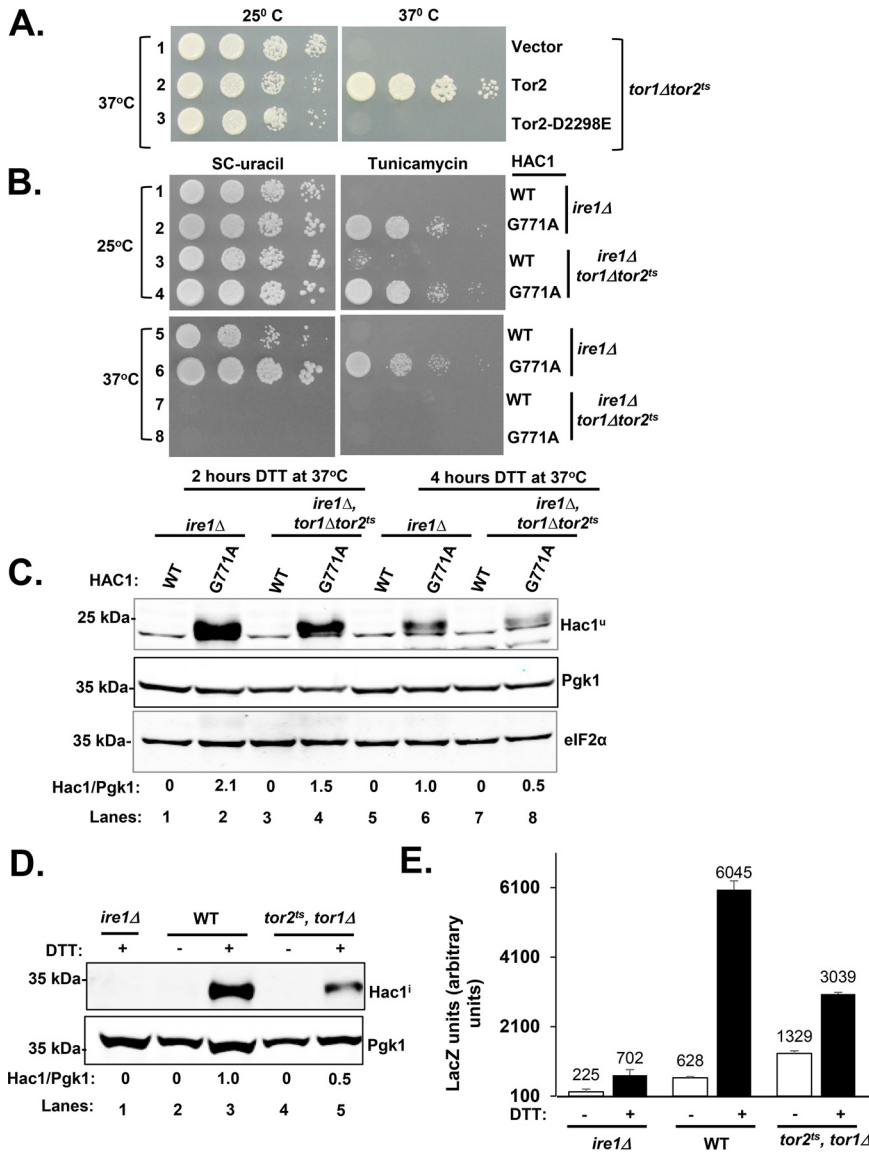 A.
25⁰ C 37⁰ C
37ºC
1 Vector
2 Tor2
3 Tor2-D2298E
tor1Δtor2ᵗˢ
B.
SC-uracil Tunicamycin HAC1
25ºC
1 WT
2 G771A
ire1Δ
3 WT
4 G771A
ire1Δ
tor1Δtor2ᵗˢ
37ºC
5 WT
6 G771A
ire1Δ
7 WT
8 G771A
ire1Δ
tor1Δtor2ᵗˢ
C.
2 hours DTT at 37ºC 4 hours DTT at 37ºC
ire1Δ ire1Δ, tor1Δtor2ᵗˢ ire1Δ ire1Δ, tor1Δtor2ᵗˢ
HAC1: WT G771A WT G771A WT G771A WT G771A
25 kDa- Hac1ᵘ
35 kDa- Pgk1
35 kDa- eIF2α
Hac1/Pgk1: 0 2.1 0 1.5 0 1.0 0 0.5
Lanes: 1 2 3 4 5 6 7 8
D.
ire1Δ WT tor2ᵗˢ, tor1Δ
DTT: + - + - +
35 kDa- Hac1ⁱ
35 kDa- Pgk1
Hac1/Pgk1: 0 0 1.0 0 0.5
Lanes: 1 2 3 4 5
E.
LacZ units (arbitrary
units)
6100
4100
2100
100
225 702 628 6045 1329 3039
DTT: - + - + - +
ire1Δ WT tor2ᵗˢ, tor1Δ